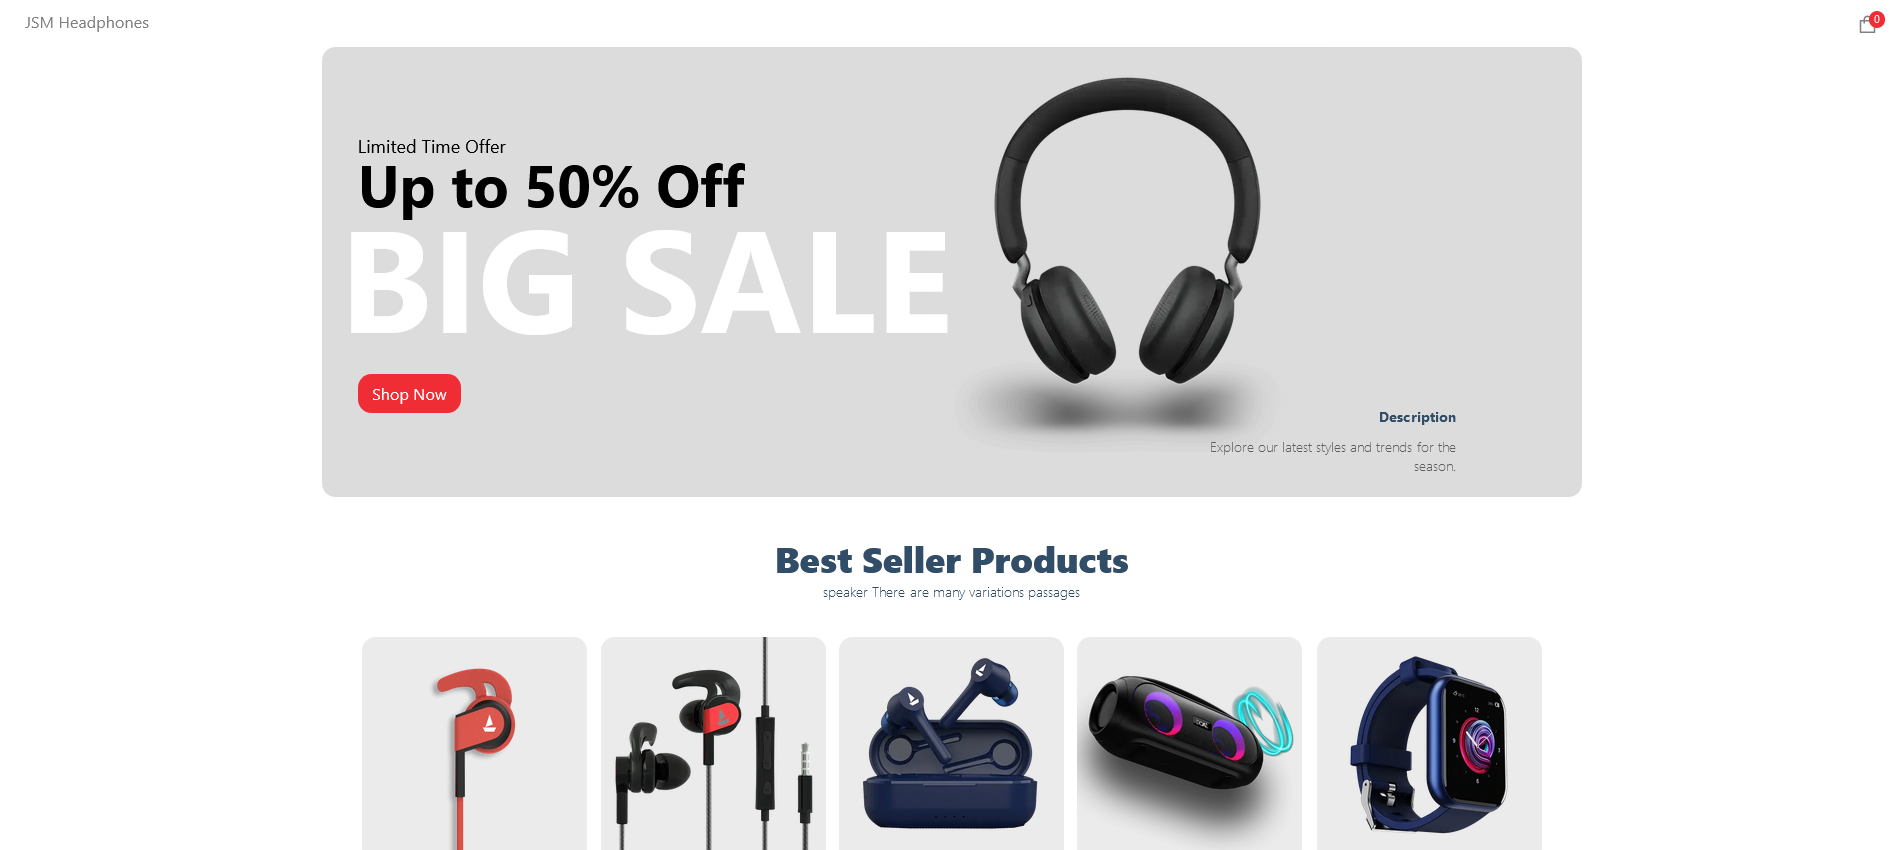 JSM Headphones
0
Limited Time Offer
Up to 50% Off
BIG SALE
Shop Now
Description
Explore our latest styles and trends for the
season.
Best Seller Products
speaker There are many variations passages